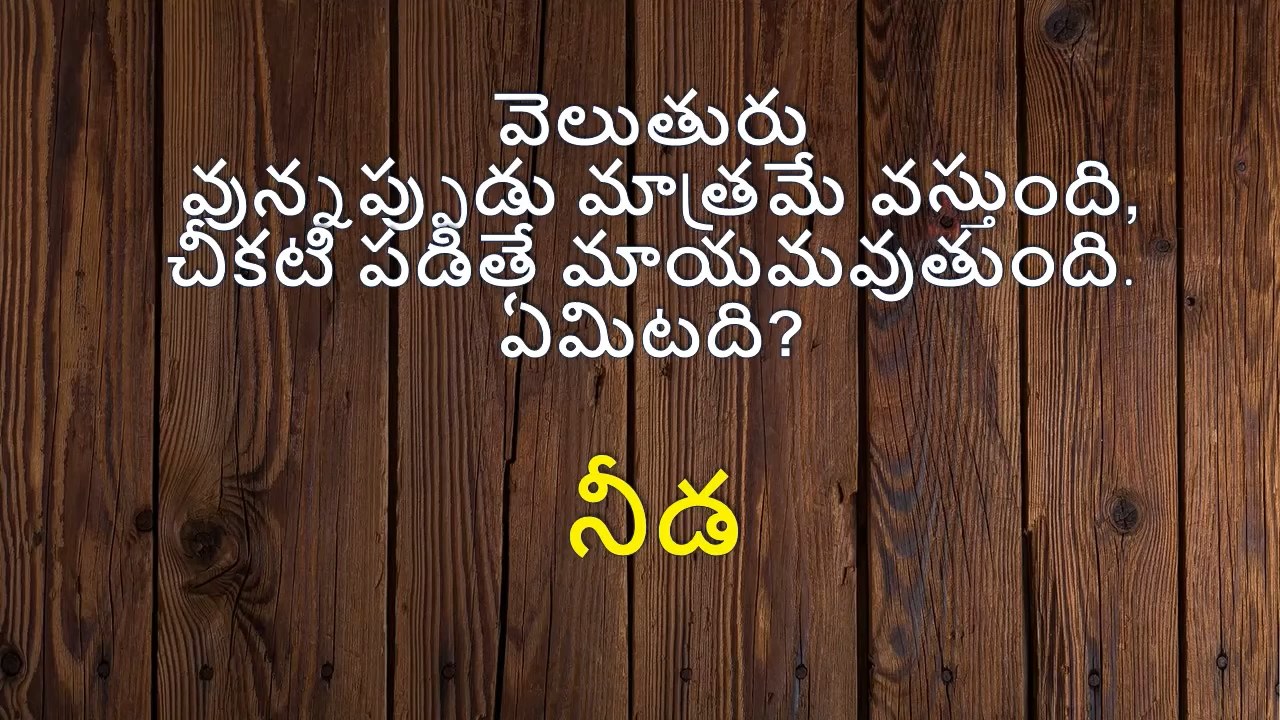 వెలుతురు
వున్నప్పుడు మాత్రమే వస్తుంది,
చీకటి పడితే మాయమవుతుంది.
ఏమిటది?
నీడ